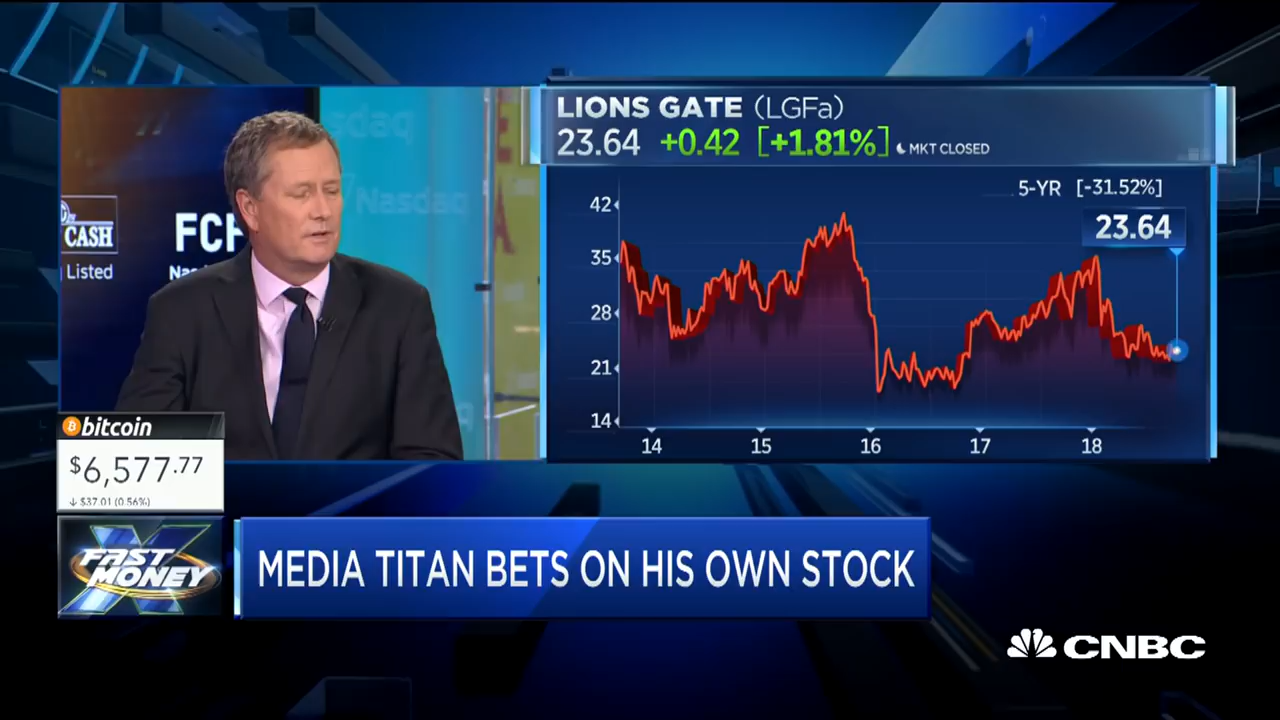 LIONS GATE (LGFa)
23.64 +0.42 [+1.81%] MKT CLOSED
5-YR [-31.52%]
23.64
42
35
28
21
14
14 15 16 17 18
Nasdaq
CASH
Listed
FCF
bitcoin
$6,577.77
↓ $37.01 (0.56%)
FAST MONEY
MEDIA TITAN BETS ON HIS OWN STOCK
CNBC